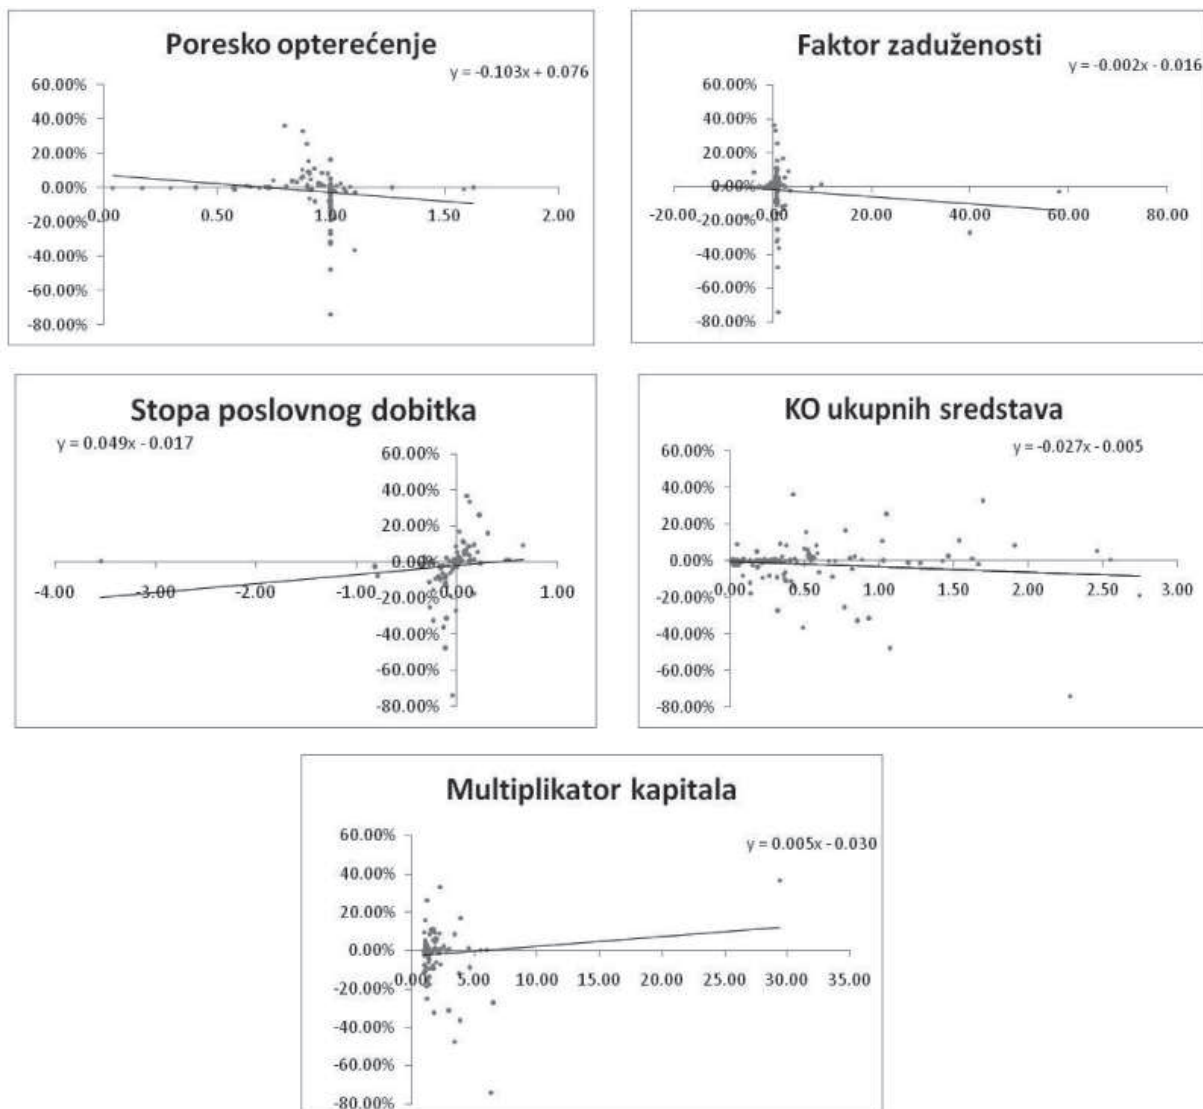 Poresko opterećenje
y = -0.103x + 0.076
60.00%
40.00%
20.00%
0.00%
0.00 0.50 1.00 1.50 2.00
-20.00%
-40.00%
-60.00%
-80.00%
Faktor zaduženosti
y = -0.002x - 0.016
60.00%
40.00%
20.00%
0.00%
-20.00 0.00 20.00 40.00 60.00 80.00
-20.00%
-40.00%
-60.00%
-80.00%
Stopa poslovnog dobitka
y = 0.049x - 0.017
60.00%
40.00%
20.00%
0.00%
-4.00 -3.00 -2.00 -1.00 0.00 1.00
-20.00%
-40.00%
-60.00%
-80.00%
KO ukupnih sredstava
y = -0.027x - 0.005
60.00%
40.00%
20.00%
0.00%
0.00 0.50 1.00 1.50 2.00 2.50 3.00
-20.00%
-40.00%
-60.00%
-80.00%
Multiplikator kapitala
y = 0.005x - 0.030
60.00%
40.00%
20.00%
0.00%
0.00 5.00 10.00 15.00 20.00 25.00 30.00 35.00
-20.00%
-40.00%
-60.00%
-80.00%